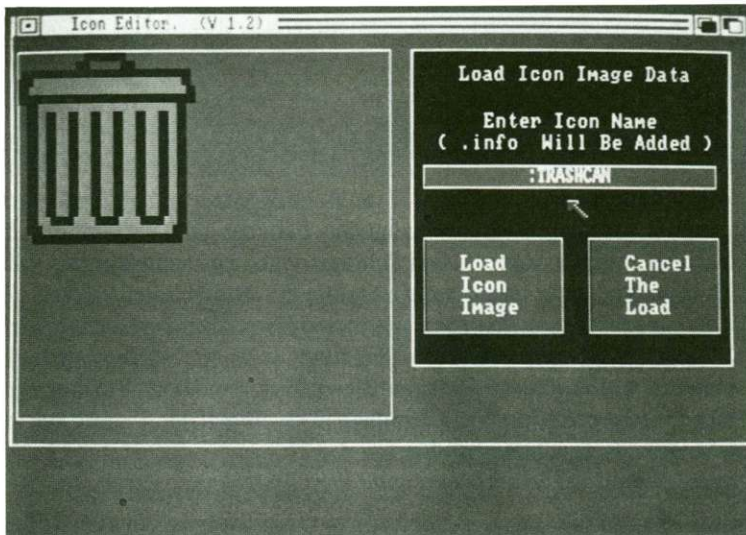 Icon Editor. (V 1.2)
Load Icon Image Data
Enter Icon Name
( .info Will Be Added )
:TRASHCAN
Load
Icon
Image
Cancel
The
Load